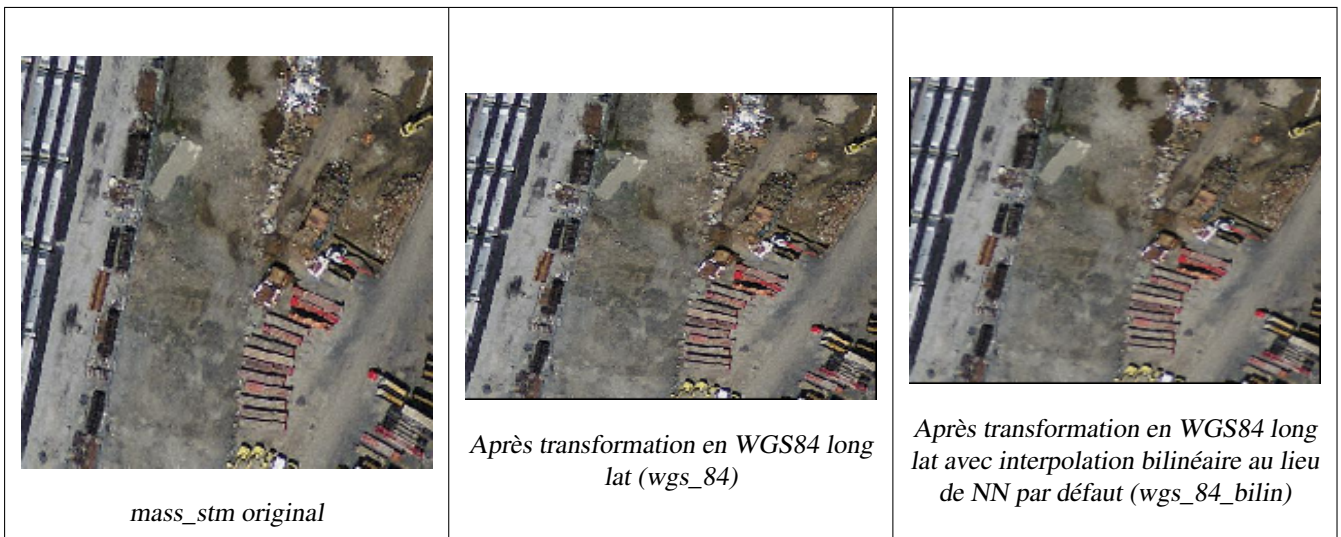 mass_stm original
Après transformation en WGS84 long
lat (wgs_84)
Après transformation en WGS84 long
lat avec interpolation bilinéaire au lieu
de NN par défaut (wgs_84_bilin)